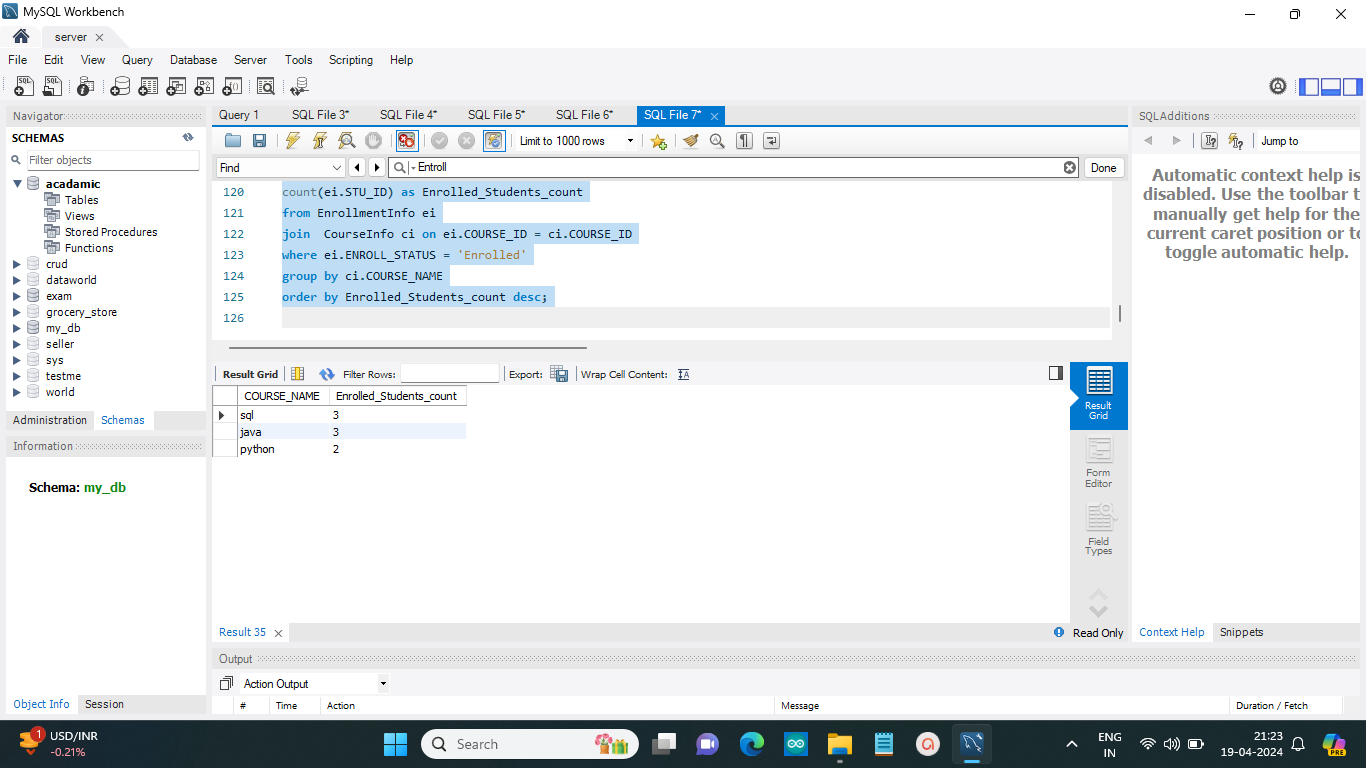 MySQL Workbench
server
File Edit View Query Database Server Tools Scripting Help
Navigator
SCHEMAS
Filter objects
acadamic
Tables
Views
Stored Procedures
Functions
crud
dataworld
exam
grocery_store
my_db
seller
sys
testme
world
Administration Schemas
Information
Schema: my_db
Object Info Session
Query 1 SQL File 3* SQL File 4* SQL File 5* SQL File 6* SQL File 7*
Limit to 1000 rows
Find Entroll Done
120 count(ei.STU_ID) as Enrolled_Students_count
121 from EnrollmentInfo ei
122 join CourseInfo ci on ei.COURSE_ID = ci.COURSE_ID
123 where ei.ENROLL_STATUS = 'Enrolled'
124 group by ci.COURSE_NAME
125 order by Enrolled_Students_count desc;
126
Result Grid Filter Rows: Export: Wrap Cell Content:
COURSE_NAME Enrolled_Students_count
sql 3
java 3
python 2
Result
Grid
Form
Editor
Field
Types
Result 35 Read Only
Output
Action Output
# Time Action Message Duration / Fetch
SQLAdditions
Jump to
Automatic context help is
disabled. Use the toolbar t
manually get help for the
current caret position or to
toggle automatic help.
Context Help Snippets
1
USD/INR
-0.21%
Search
ENG
IN
21:23
19-04-2024
PRE